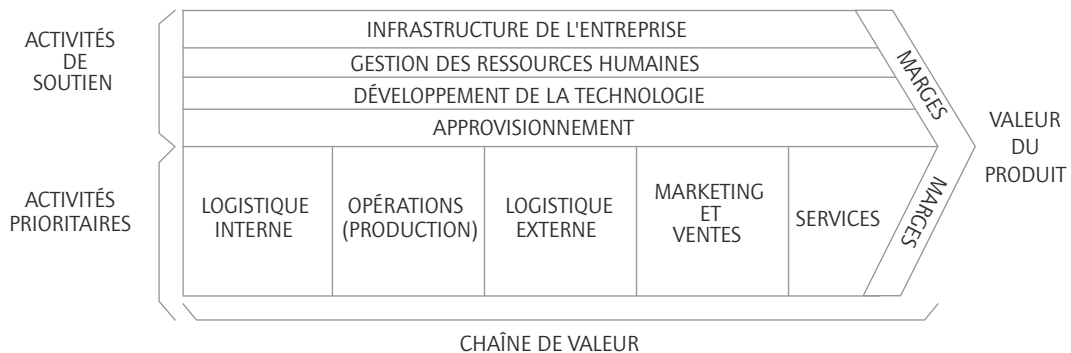 ACTIVITÉS
DE
SOUTIEN
INFRASTRUCTURE DE L'ENTREPRISE
GESTION DES RESSOURCES HUMAINES
DÉVELOPPEMENT DE LA TECHNOLOGIE
APPROVISIONNEMENT
MARGES
VALEUR
DU
PRODUIT
ACTIVITÉS
PRIORITAIRES
LOGISTIQUE
INTERNE
OPÉRATIONS
(PRODUCTION)
LOGISTIQUE
EXTERNE
MARKETING
ET
VENTES
SERVICES
MARGES
CHAÎNE DE VALEUR